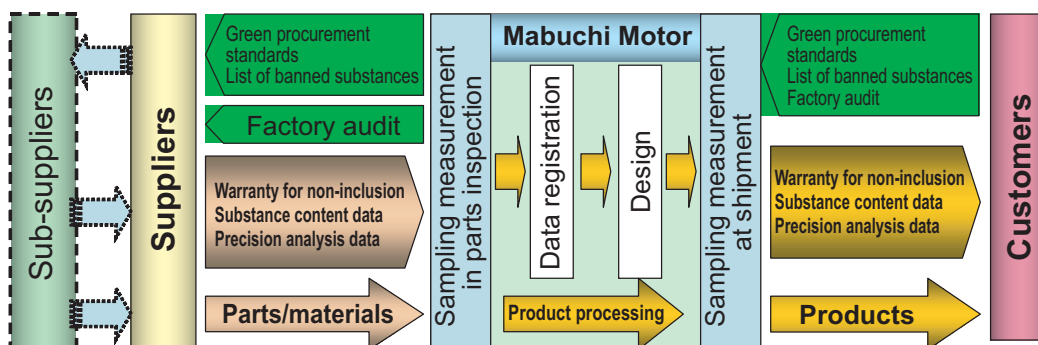 Sub-suppliers
Suppliers
Green procurement
standards
List of banned substances
Factory audit
Warranty for non-inclusion
Substance content data
Precision analysis data
Parts/materials
Sampling measurement
in parts inspection
Mabuchi Motor
Data registration
Design
Product processing
Sampling measurement
at shipment
Green procurement
standards
List of banned substances
Factory audit
Warranty for non-inclusion
Substance content data
Precision analysis data
Products
Customers